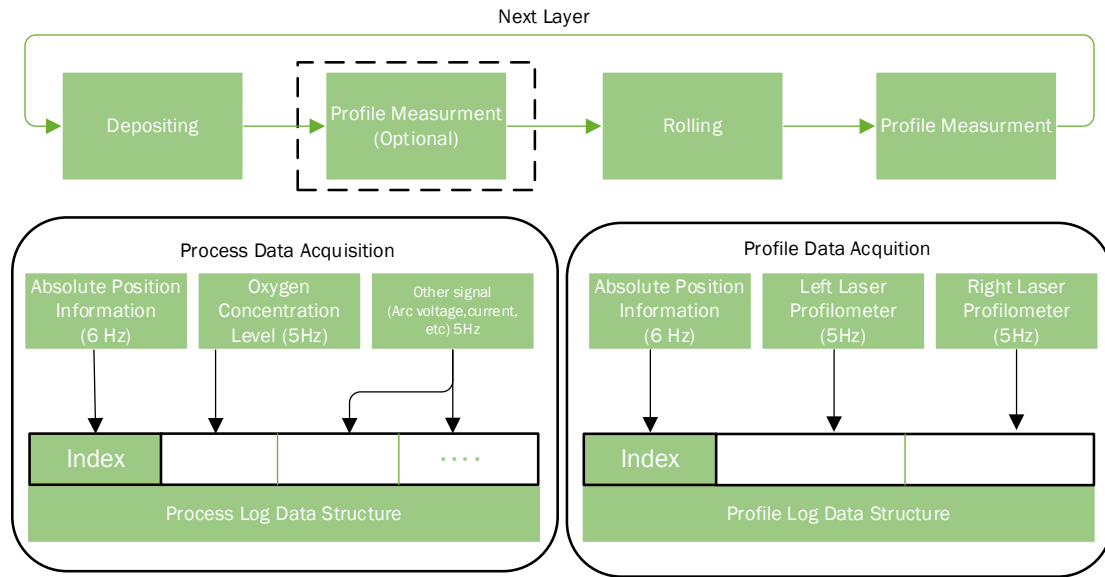 Next Layer
Depositing
Profile Measurment
(Optional)
Rolling
Profile Measurment
Process Data Acquisition
Absolute Position
Information
(6 Hz)
Oxygen
Concentration
Level (5Hz)
Other signal
(Arc voltage,current,
etc) 5Hz
Index
....
Process Log Data Structure
Profile Data Acquition
Absolute Position
Information
(6 Hz)
Left Laser
Profilometer
(5Hz)
Right Laser
Profilometer
(5Hz)
Index
Profile Log Data Structure